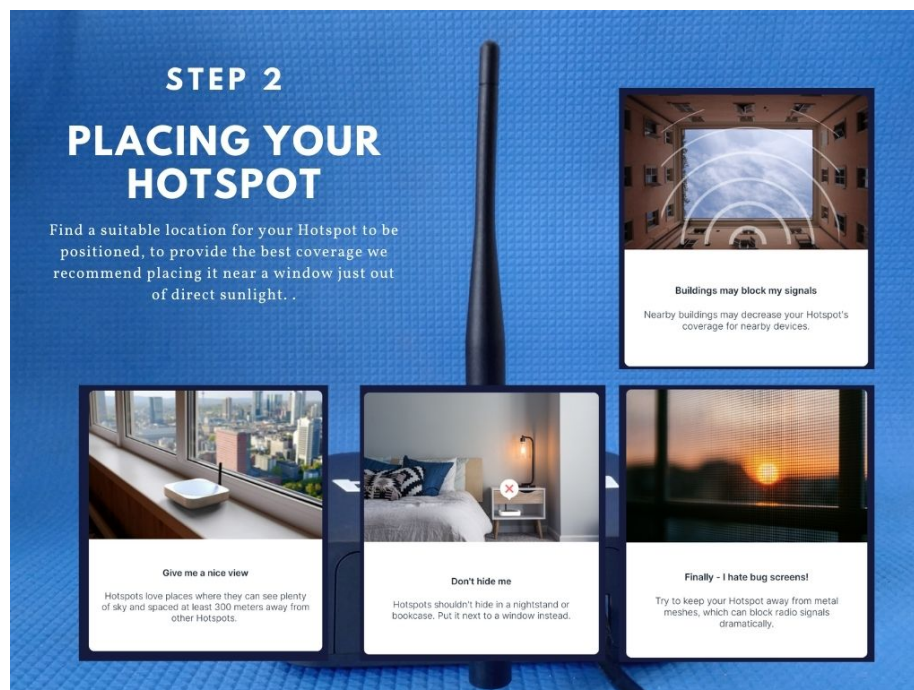 STEP 2
PLACING YOUR
HOTSPOT
Find a suitable location for your Hotspot to be
positioned, to provide the best coverage we
recommend placing it near a window just out
of direct sunlight. .
Buildings may block my signals
Nearby buildings may decrease your Hotspot's
coverage for nearby devices.
Give me a nice view
Hotspots love places where they can see plenty
of sky and spaced at least 300 meters away from
other Hotspots.
Don't hide me
Hotspots shouldn't hide in a nightstand or
bookcase. Put it next to a window instead.
Finally - I hate bug screens!
Try to keep your Hotspot away from metal
meshes, which can block radio signals
dramatically.